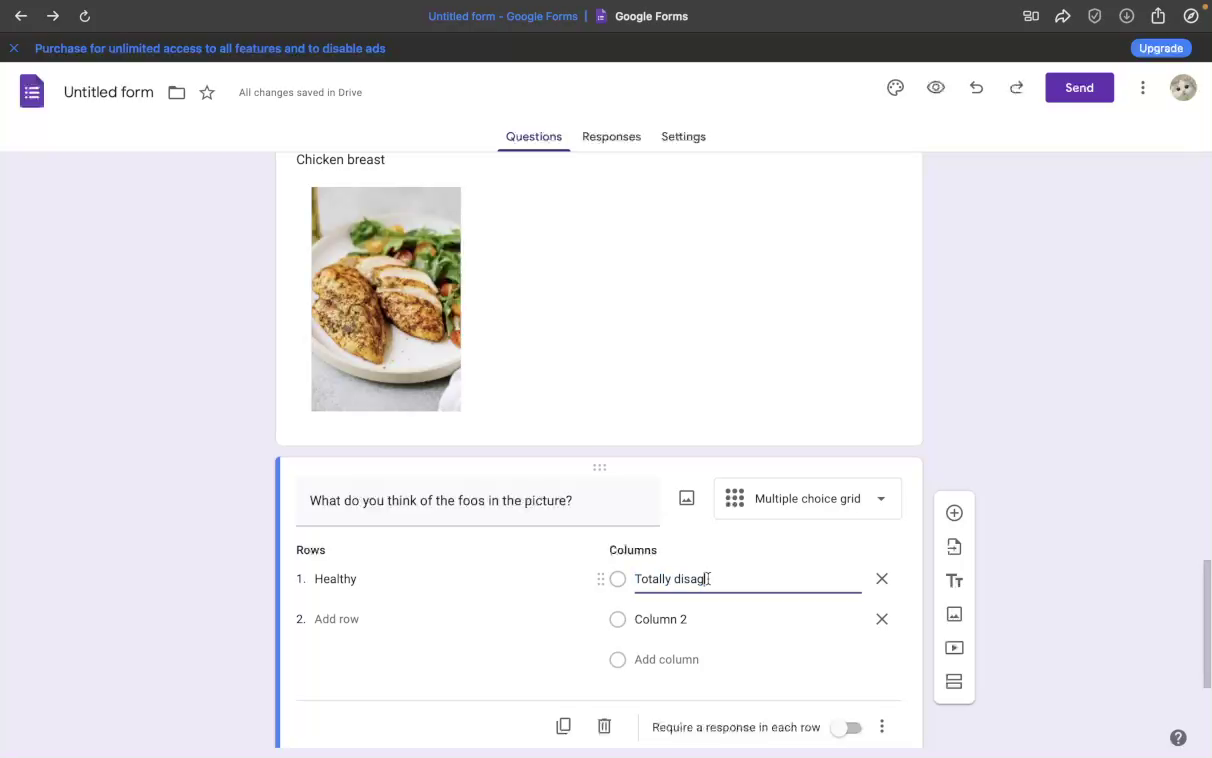 Untitled form - Google Forms | Google Forms
Purchase for unlimited access to all features and to disable ads
Upgrade
Untitled form
All changes saved in Drive
Send
Questions
Responses
Settings
Chicken breast
What do you think of the foos in the picture?
Multiple choice grid
Rows
Columns
1. Healthy
Totally disag
2. Add row
Column 2
Add column
Require a response in each row